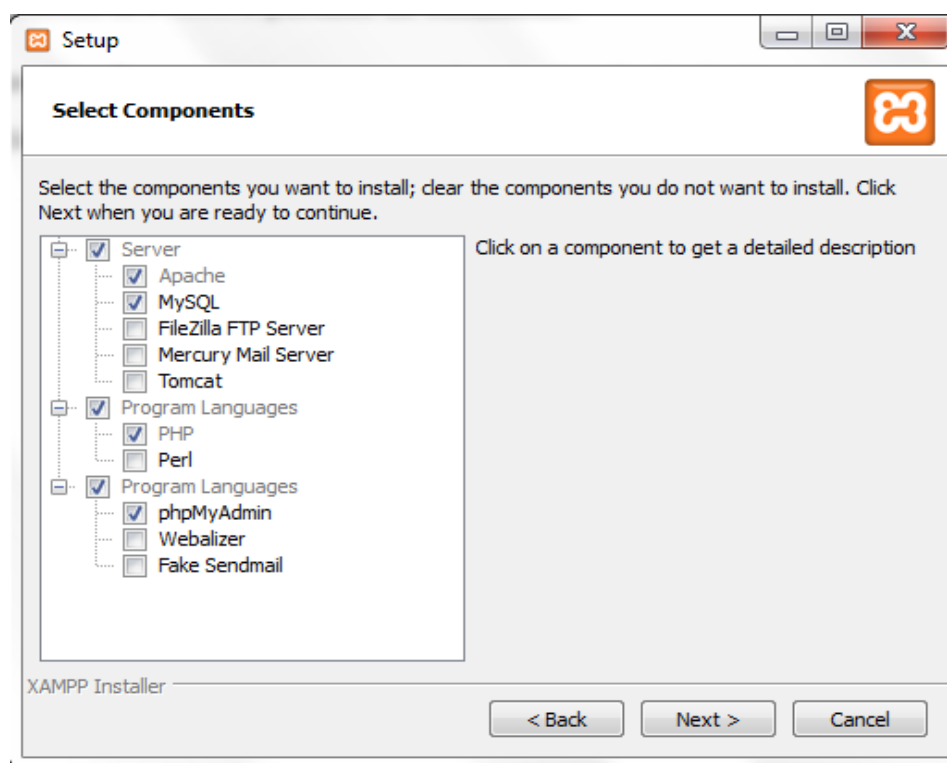 Setup
Select Components
Select the components you want to install; clear the components you do not want to install. Click
Next when you are ready to continue.
Server
Apache
MySQL
FileZilla FTP Server
Mercury Mail Server
Tomcat
Program Languages
PHP
Perl
Program Languages
phpMyAdmin
Webalizer
Fake Sendmail
Click on a component to get a detailed description
XAMPP Installer
< Back
Next >
Cancel